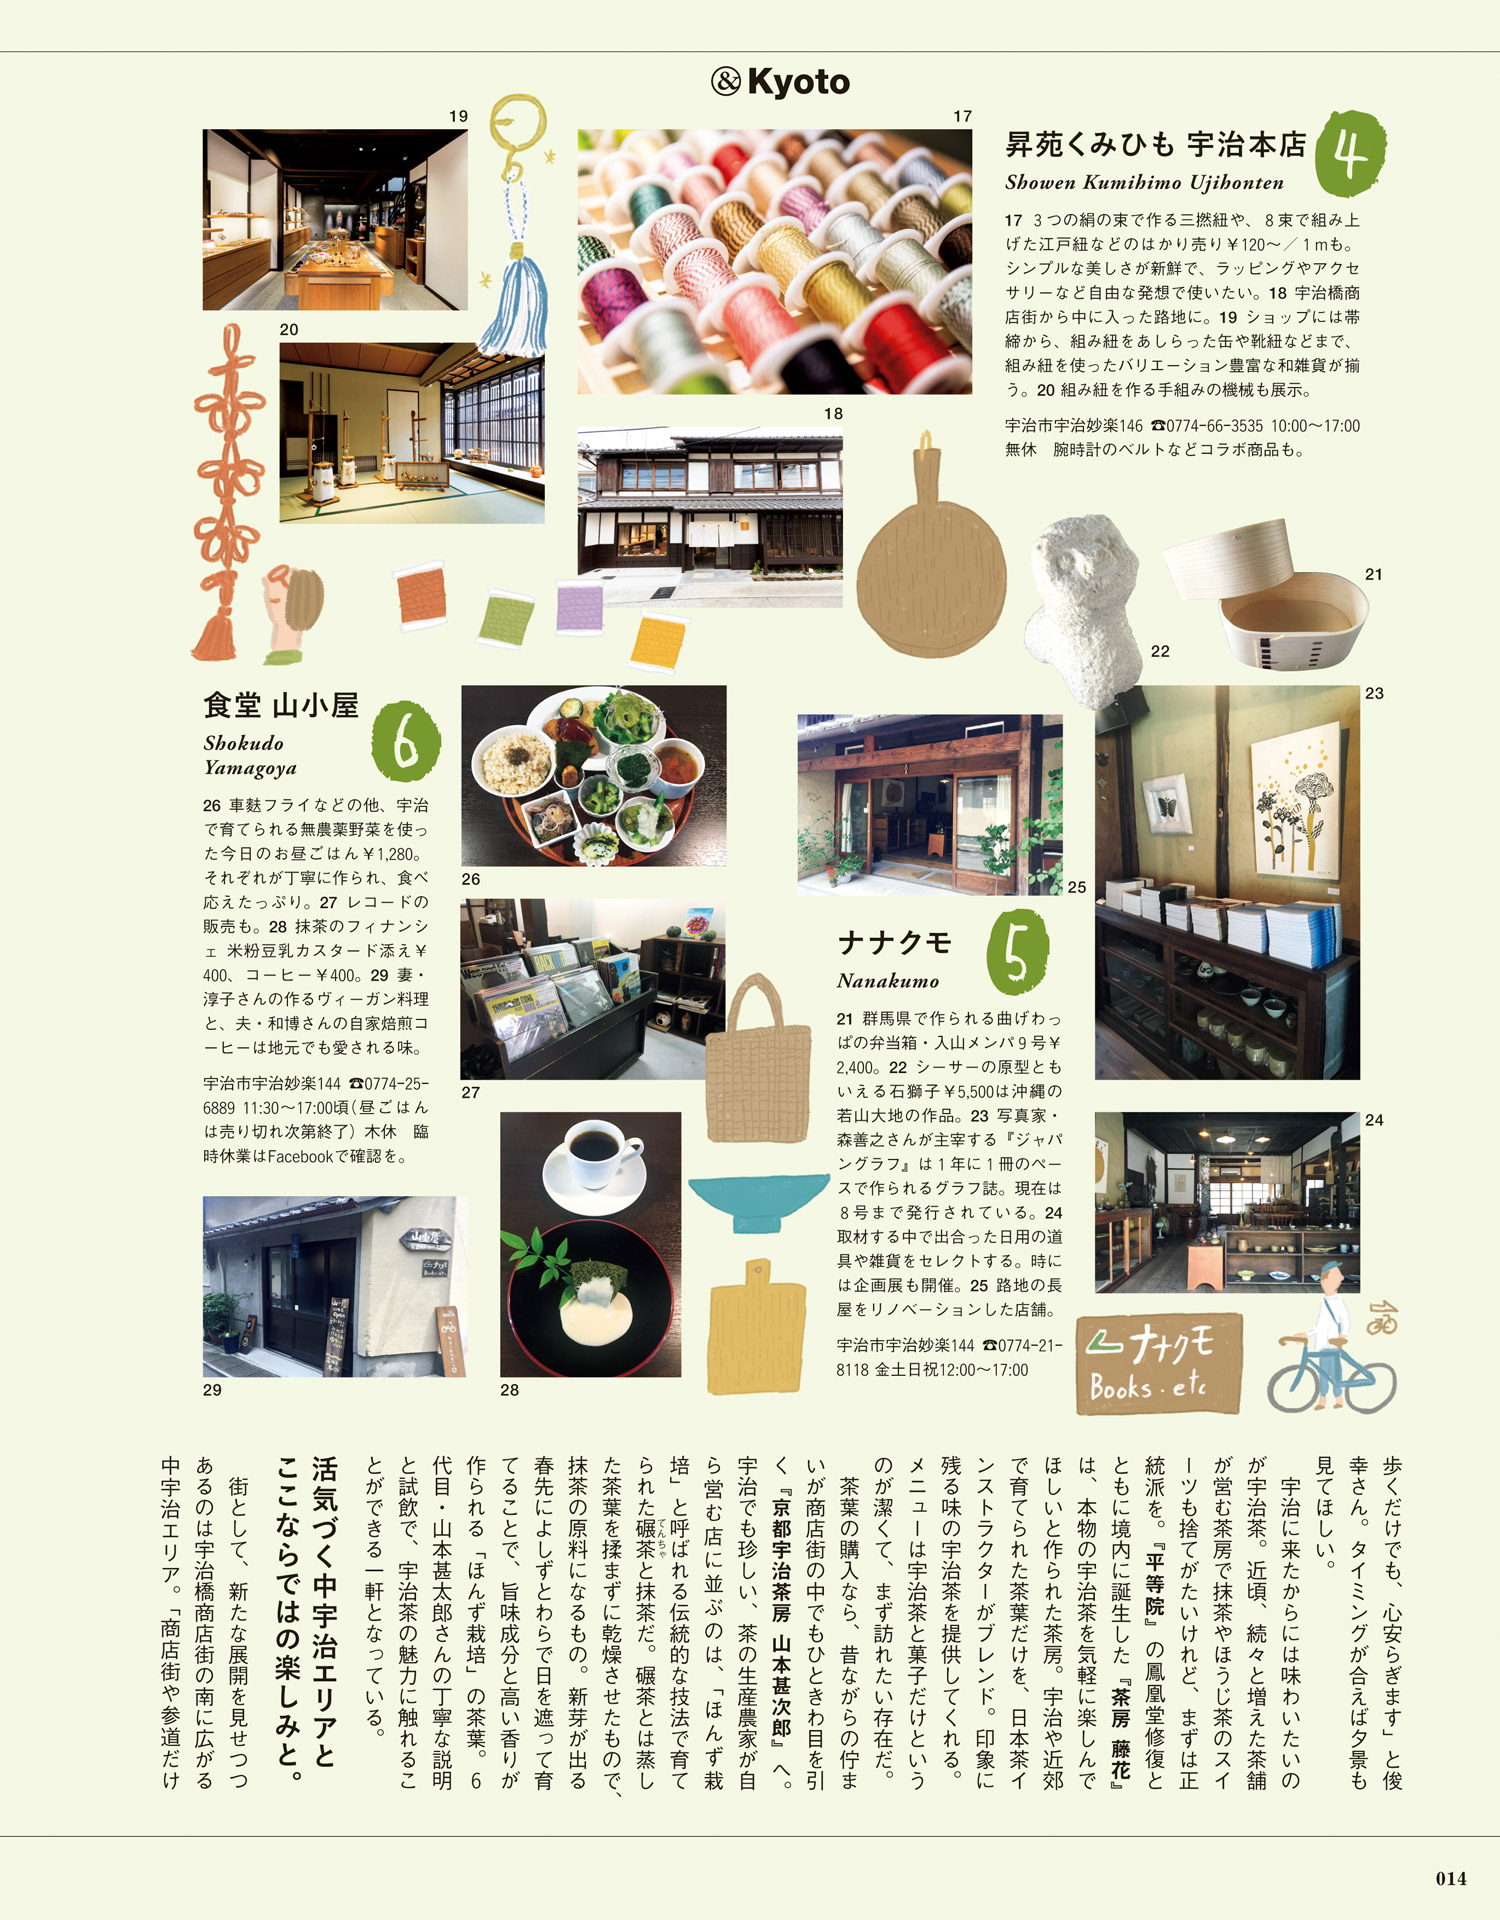 &Kyoto
19
17
昇苑くみひも 宇治本店
4
Showen Kumihimo Ujihonten
17 3つの絹の束で作る三撚紐や、8束で組み上
げた江戸紐などのはかり売り￥120〜／1mも。
シンプルな美しさが新鮮で、ラッピングやアクセ
サリーなど自由な発想で使いたい。18 宇治橋商
店街から中に入った路地に。19 ショップには帯
締から、組み紐をあしらった缶や靴紐などまで、
組み紐を使ったバリエーション豊富な和雑貨が揃
う。20 組み紐を作る手組みの機械も展示。
宇治市宇治妙楽146 ☎0774-66-3535 10:00〜17:00
無休　腕時計のベルトなどコラボ商品も。
20
18
21
22
23
食堂 山小屋
6
Shokudo
Yamagoya
26 車麩フライなどの他、宇治
で育てられる無農薬野菜を使っ
た今日のお昼ごはん￥1,280。
それぞれが丁寧に作られ、食べ
応えたっぷり。27 レコードの
販売も。28 抹茶のフィナンシ
ェ 米粉豆乳カスタード添え￥
400、コーヒー￥400。29 妻・
淳子さんの作るヴィーガン料理
と、夫・和博さんの自家焙煎コ
ーヒーは地元でも愛される味。
宇治市宇治妙楽144 ☎0774-25-
6889 11:30〜17:00頃（昼ごはん
は売り切れ次第終了）木休　臨
時休業はFacebookで確認を。
26
27
25
ナナクモ
5
Nanakumo
21 群馬県で作られる曲げわっ
ぱの弁当箱・入山メンパ9号￥
2,400。22 シーサーの原型とも
いえる石獅子￥5,500は沖縄の
若山大地の作品。23 写真家・
森善之さんが主宰する『ジャパ
ングラフ』は1年に1冊のペー
スで作られるグラフ誌。現在は
8号まで発行されている。24
取材する中で出合った日用の道
具や雑貨をセレクトする。時に
は企画展も開催。25 路地の長
屋をリノベーションした店舗。
宇治市宇治妙楽144 ☎0774-21-
8118 金土日祝12:00〜17:00
24
山小屋
ナナクモ
Books・etc
29
28
ナナクモ
Books・etc
歩くだけでも、心安らぎます」と俊
幸さん。タイミングが合えば夕景も
見てほしい。
宇治に来たからには味わいたいの
が宇治茶。近頃、続々と増えた茶舗
が営む茶房で抹茶やほうじ茶のスイ
ーツも捨てがたいけれど、まずは正
統派を。『平等院』の鳳凰堂修復と
ともに境内に誕生した『茶房 藤花』
は、本物の宇治茶を気軽に楽しんで
ほしいと作られた茶房。宇治や近郊
で育てられた茶葉だけを、日本茶イ
ンストラクターがブレンド。印象に
残る味の宇治茶を提供してくれる。
メニューは宇治茶と菓子だけという
のが潔くて、まず訪れたい存在だ。
茶葉の購入なら、昔ながらの佇ま
いが商店街の中でもひときわ目を引
く『京都宇治茶房 山本甚次郎』へ。
宇治でも珍しい、茶の生産農家が自
ら営む店に並ぶのは、「ほんず栽
培」と呼ばれる伝統的な技法で育て
られた碾茶（てんちゃ）と抹茶だ。碾茶とは蒸し
た茶葉を揉まずに乾燥させたもので、
抹茶の原料になるもの。新芽が出る
春先によしずとわらで日を遮って育
てることで、旨味成分と高い香りが
作られる「ほんず栽培」の茶葉。6
代目・山本甚太郎さんの丁寧な説明
と試飲で、宇治茶の魅力に触れるこ
とができる一軒となっている。
活気づく中宇治エリアと
ここならではの楽しみと。
街として、新たな展開を見せつつ
あるのは宇治橋商店街の南に広がる
中宇治エリア。「商店街や参道だけ
014